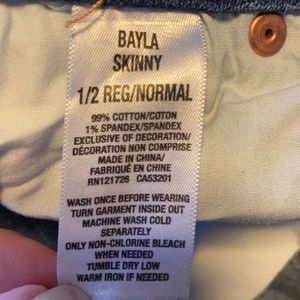 BAYLA
SKINNY
1/2 REG/NORMAL
99% COTTON/COTON
1% SPANDEX/SPANDEX
EXCLUSIVE OF DECORATION/
DÉCORATION NON COMPRISE
MADE IN CHINA/
FABRIQUÉ EN CHINE
RN121726 CA53201
WASH ONCE BEFORE WEARING
TURN GARMENT INSIDE OUT
MACHINE WASH COLD
SEPARATELY
ONLY NON-CHLORINE BLEACH
WHEN NEEDED
TUMBLE DRY LOW
WARM IRON IF NEEDED